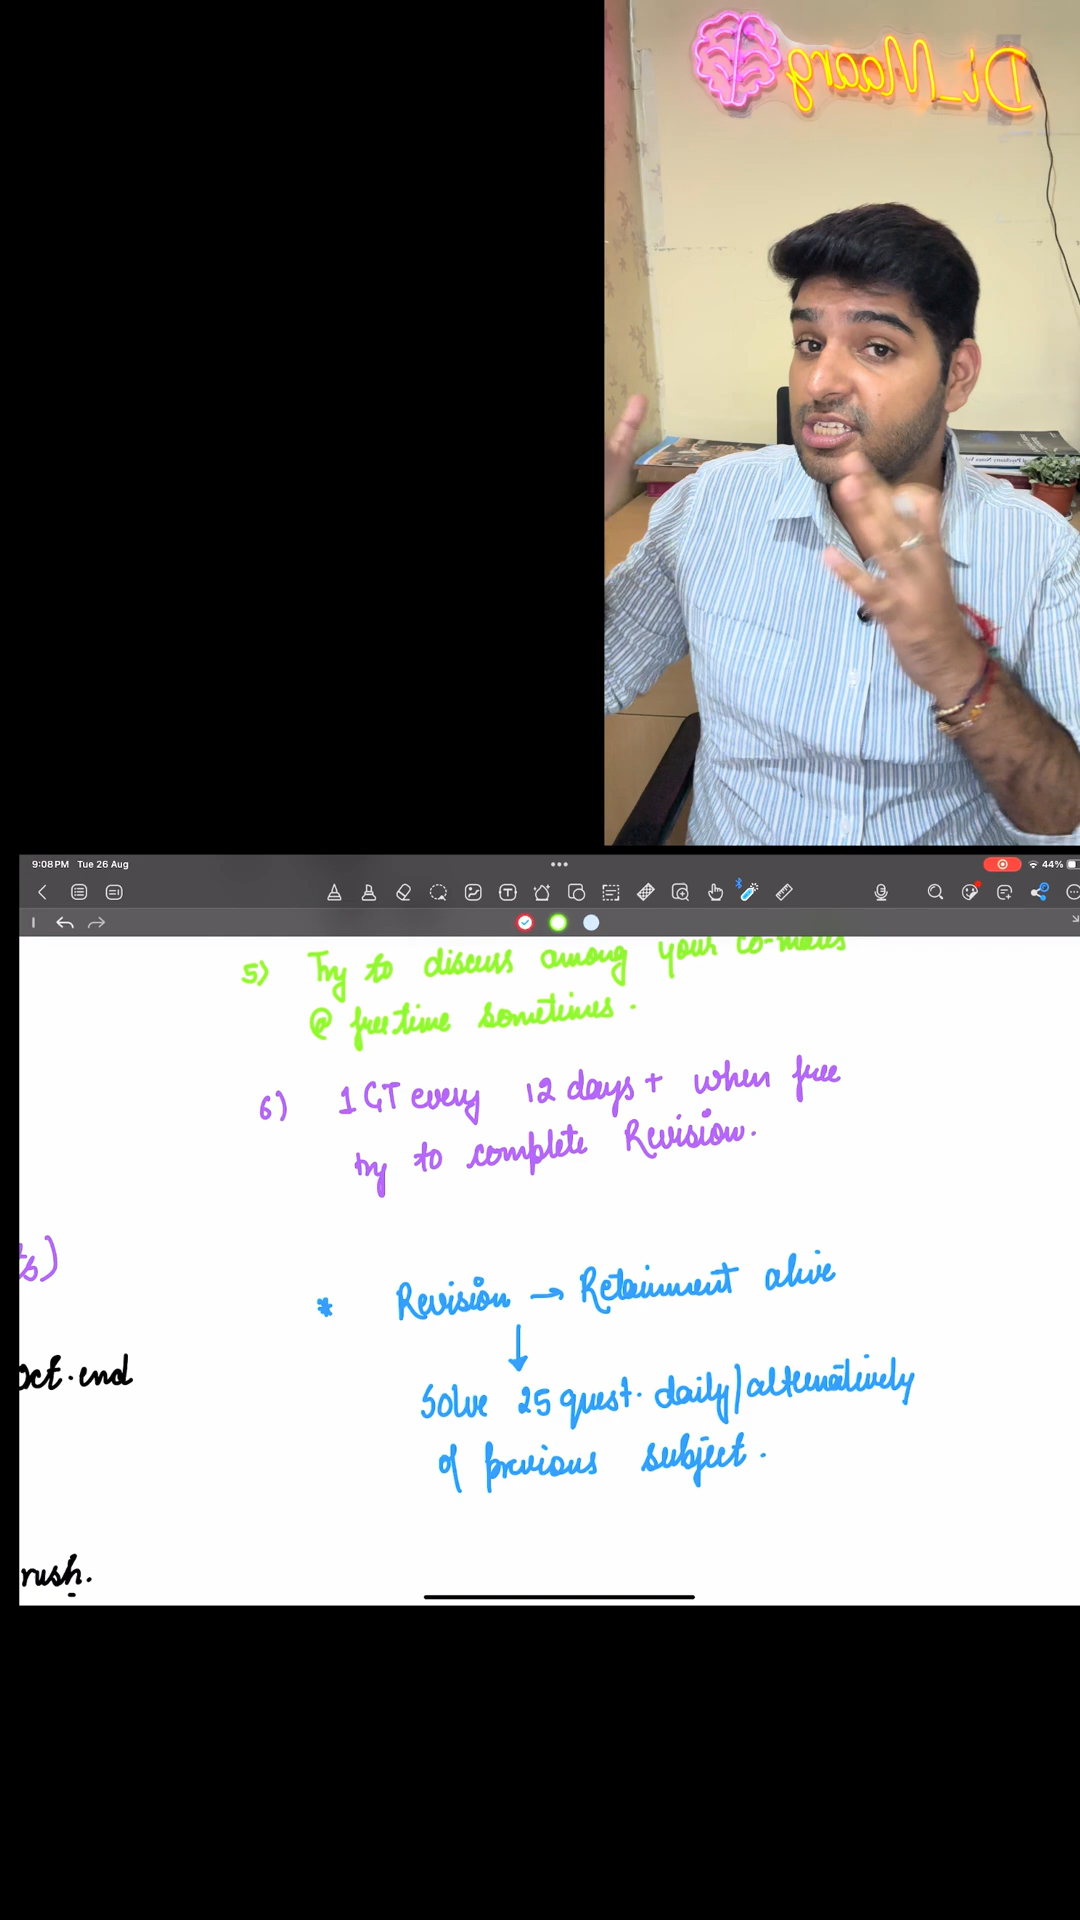 Di_Maarg
9:08 PM Tue 26 Aug
44%
5) Try to discuss among your co-mates
@ free time sometimes.
6) 1 GT every 12 days + when free
try to complete Revision.
* Revision → Retainment alive
↓
oct. end
Solve 25 quest. daily/alternatively
of previous subject.
rush.